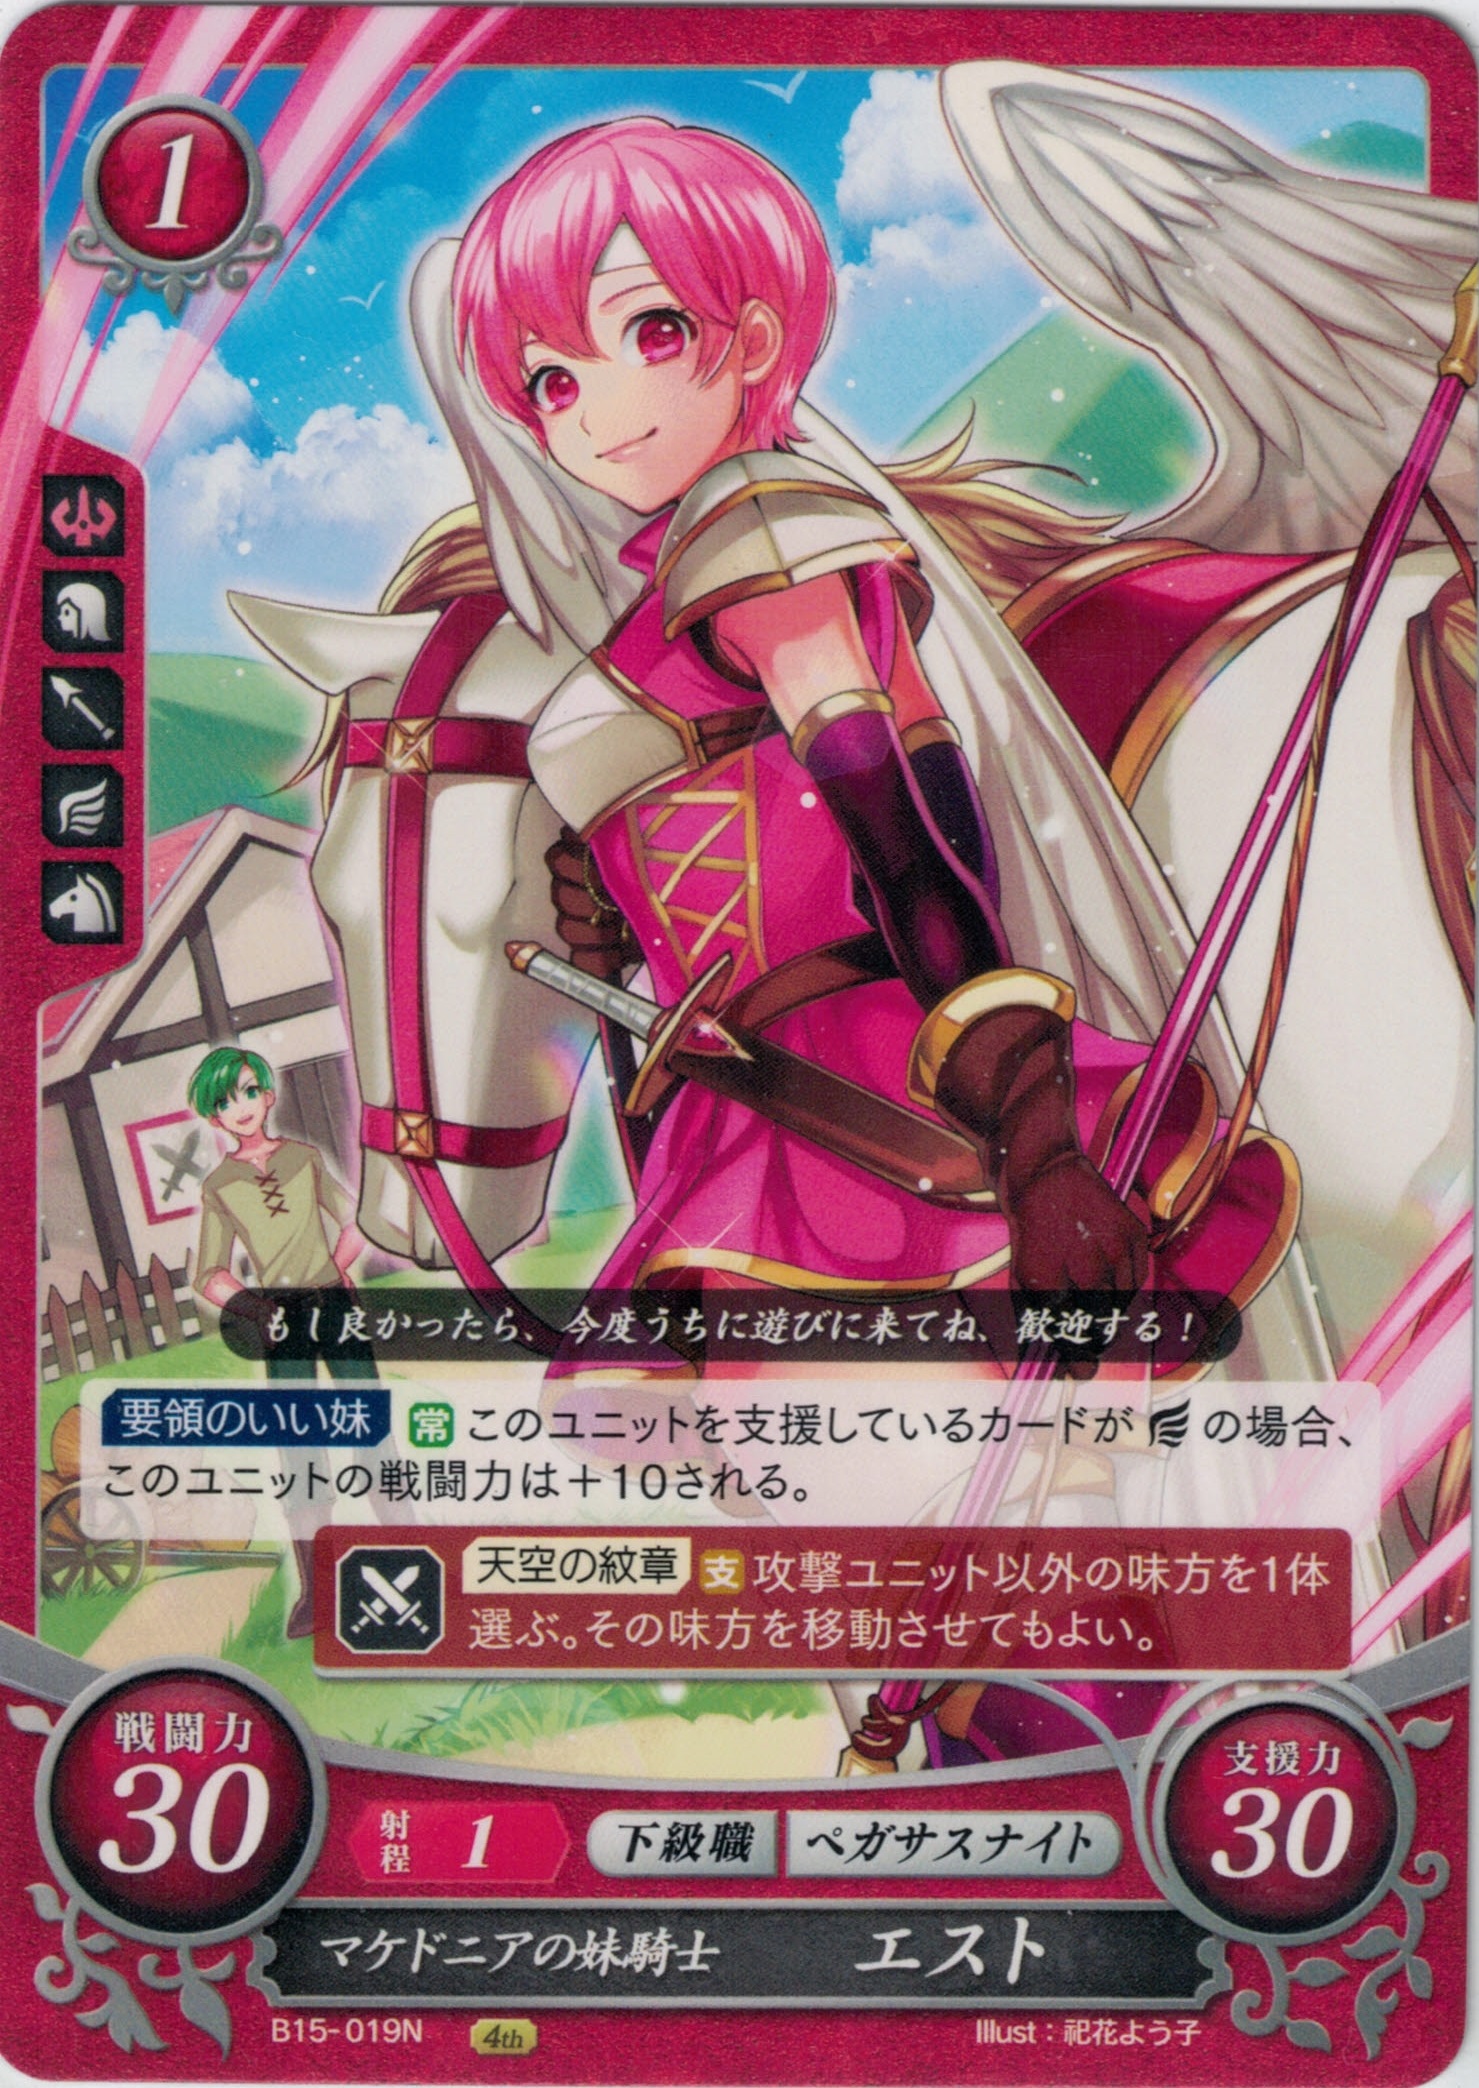 1
もし良かったら、今度うちに遊びに来てね、歓迎する！
要領のいい妹 常 このユニットを支援しているカードが の場合、
このユニットの戦闘力は＋10される。
天空の紋章 支 攻撃ユニット以外の味方を1体
選ぶ。その味方を移動させてもよい。
戦闘力
30
射程 1
下級職 ペガサスナイト
支援力
30
マケドニアの妹騎士 エスト
B15-019N 4th Illust：祀花よう子